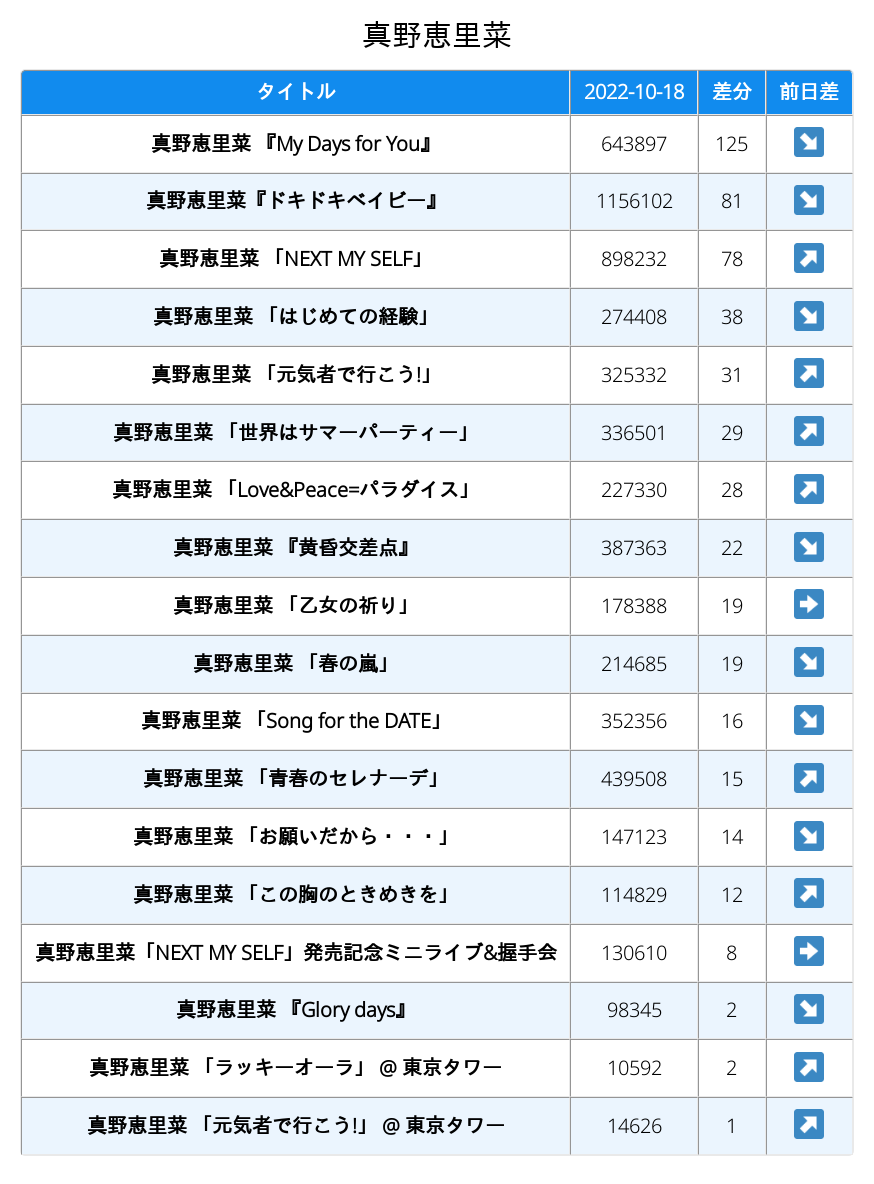 真野恵里菜
タイトル 2022-10-18 差分 前日差
真野恵里菜 『My Days for You』 643897 125 ↘
真野恵里菜『ドキドキベイビー』 1156102 81 ↘
真野恵里菜 「NEXT MY SELF」 898232 78 ↗
真野恵里菜 「はじめての経験」 274408 38 ↘
真野恵里菜 「元気者で行こう!」 325332 31 ↗
真野恵里菜 「世界はサマーパーティー」 336501 29 ↗
真野恵里菜 「Love&Peace=パラダイス」 227330 28 ↗
真野恵里菜 『黄昏交差点』 387363 22 ↘
真野恵里菜 「乙女の祈り」 178388 19 →
真野恵里菜 「春の嵐」 214685 19 ↘
真野恵里菜 「Song for the DATE」 352356 16 ↘
真野恵里菜 「青春のセレナーデ」 439508 15 ↗
真野恵里菜 「お願いだから・・・」 147123 14 ↘
真野恵里菜 「この胸のときめきを」 114829 12 ↗
真野恵里菜「NEXT MY SELF」発売記念ミニライブ&握手会 130610 8 →
真野恵里菜 『Glory days』 98345 2 ↘
真野恵里菜 「ラッキーオーラ」 @ 東京タワー 10592 2 ↗
真野恵里菜 「元気者で行こう!」 @ 東京タワー 14626 1 ↗